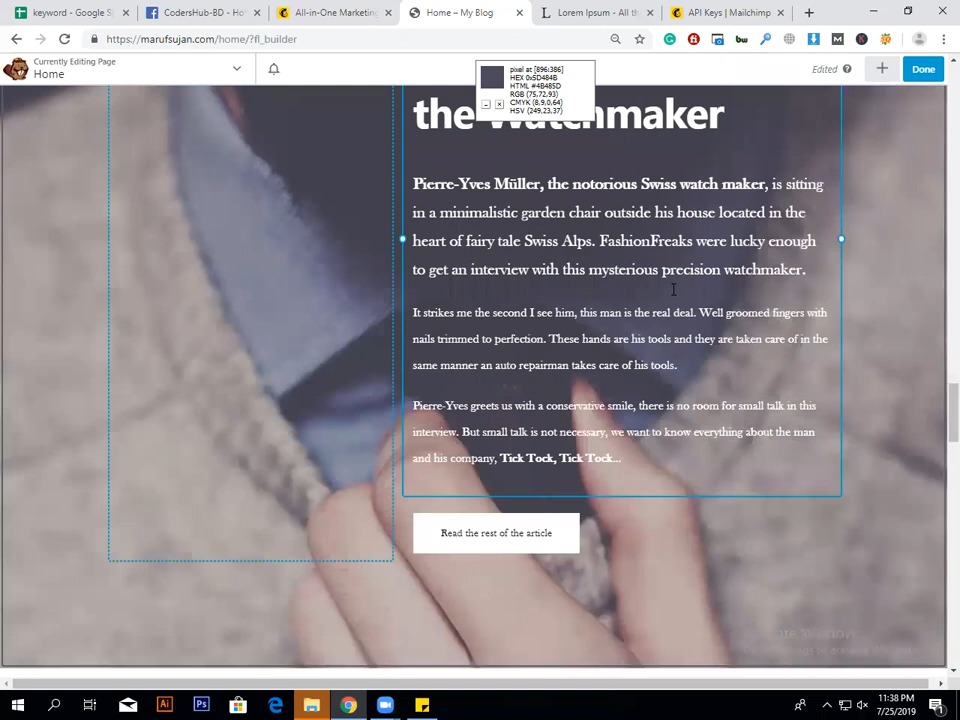 keyword - Google S
CodersHub-BD - Ho
All-in-One Marketing
Home – My Blog
Lorem Ipsum - All th
API Keys | Mailchimp
https://marufsujan.com/home/?fl_builder
Currently Editing Page
Home
Edited
Done
pixel at [896:386]
HEX 0x5D484B
HTML #4B485D
RGB (75,72,93)
CMYK (8,9,0,64)
HSV (249,23,37)
the Watchmaker
Pierre-Yves Müller, the notorious Swiss watch maker, is sitting
in a minimalistic garden chair outside his house located in the
heart of fairy tale Swiss Alps. FashionFreaks were lucky enough
to get an interview with this mysterious precision watchmaker.
It strikes me the second I see him, this man is the real deal. Well groomed fingers with
nails trimmed to perfection. These hands are his tools and they are taken care of in the
same manner an auto repairman takes care of his tools.
Pierre-Yves greets us with a conservative smile, there is no room for small talk in this
interview. But small talk is not necessary, we want to know everything about the man
and his company, Tick Tock, Tick Tock...
Read the rest of the article
11:38 PM
7/25/2019